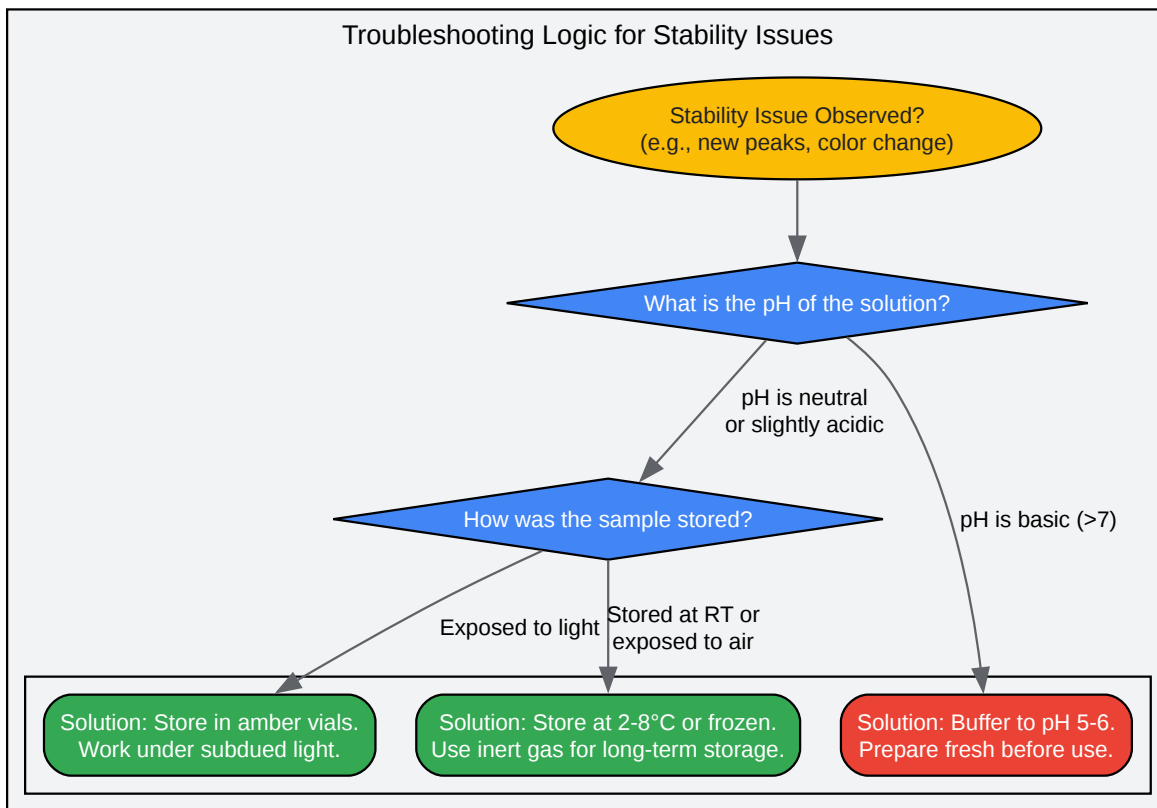 Troubleshooting Logic for Stability Issues
Stability Issue Observed?
(e.g., new peaks, color change)
What is the pH of the solution?
pH is neutral
or slightly acidic
How was the sample stored?
pH is basic (>7)
Exposed to light
Stored at RT or
exposed to air
Solution: Store in amber vials.
Work under subdued light.
Solution: Store at 2-8°C or frozen.
Use inert gas for long-term storage.
Solution: Buffer to pH 5-6.
Prepare fresh before use.